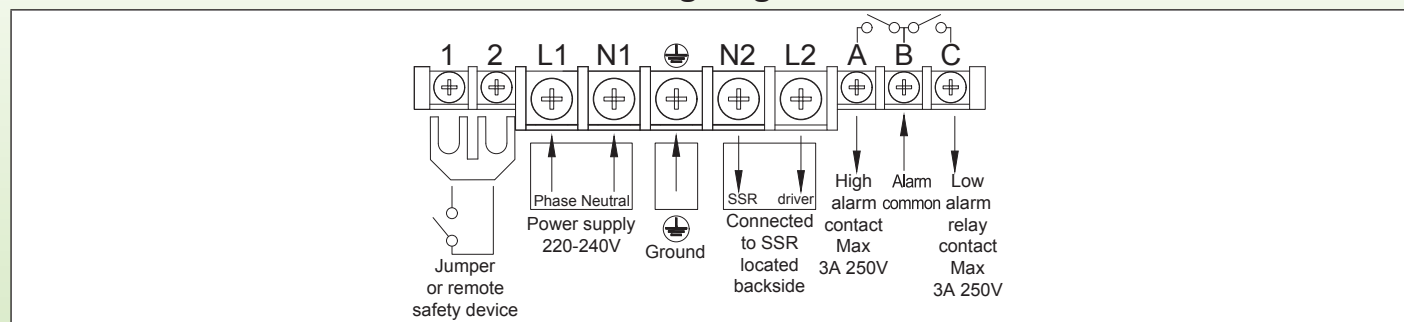 1 2 L1 N1 N2 L2 A B C
Phase Neutral
Power supply
220-240V
Ground
SSR driver
Connected
to SSR
located
backside
High
alarm
contact
Max
3A 250V
Alarm
common
Low
alarm
relay
contact
Max
3A 250V
Jumper
or remote
safety device